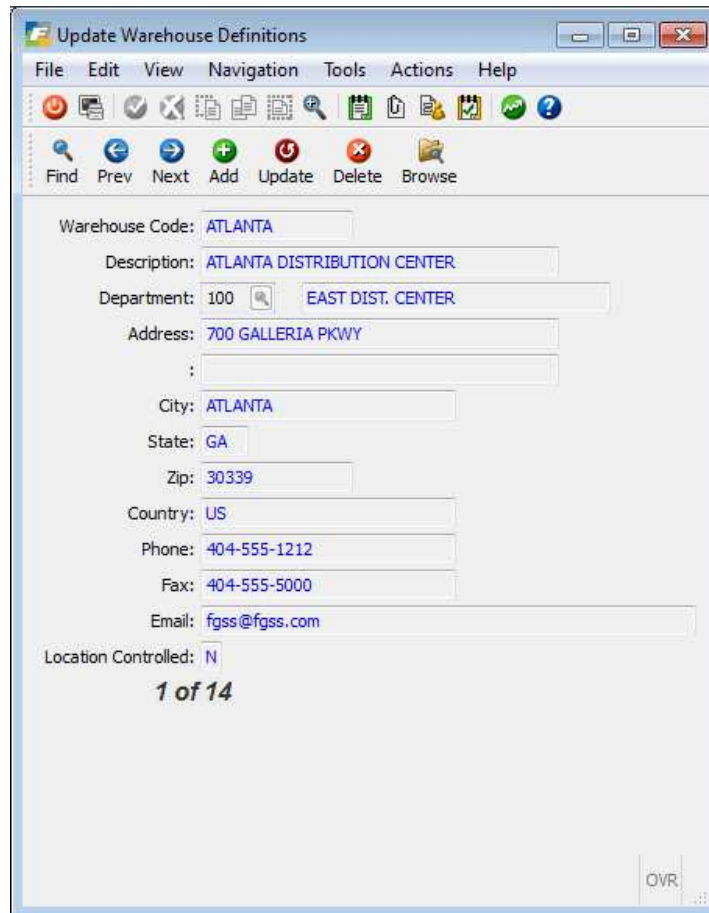 Update Warehouse Definitions
File Edit View Navigation Tools Actions Help
Find Prev Next Add Update Delete Browse
Warehouse Code: ATLANTA
Description: ATLANTA DISTRIBUTION CENTER
Department: 100 EAST DIST. CENTER
Address: 700 GALLERIA PKWY
:
City: ATLANTA
State: GA
Zip: 30339
Country: US
Phone: 404-555-1212
Fax: 404-555-5000
Email: fgss@fgss.com
Location Controlled: N
1 of 14
OVR